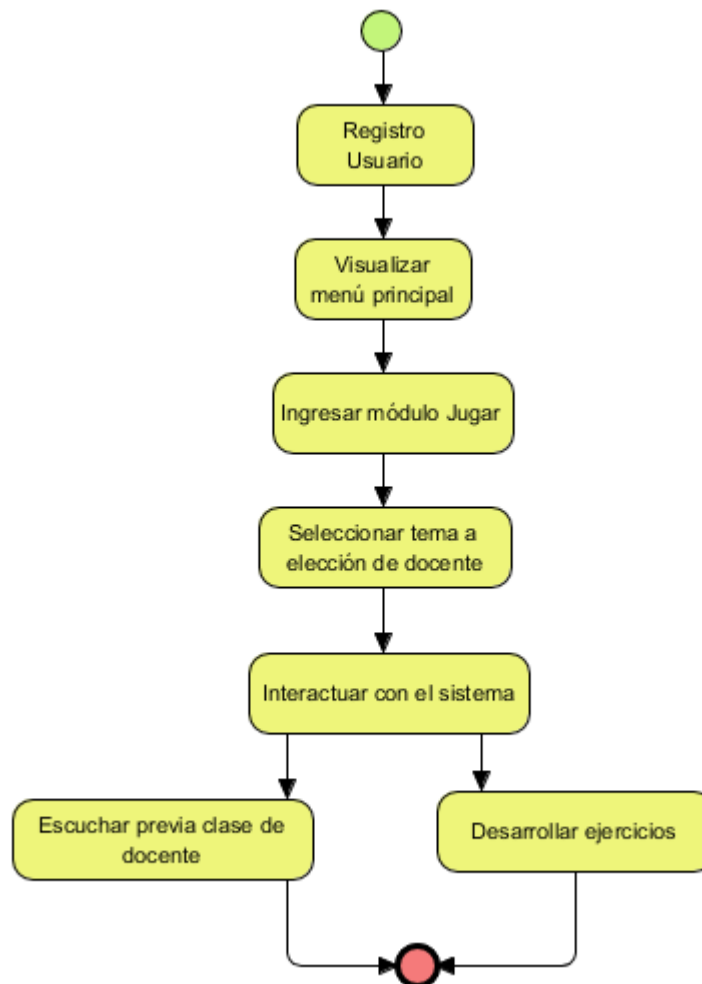 Registro
Usuario
Visualizar
menú principal
Ingresar módulo Jugar
Seleccionar tema a
elección de docente
Interactuar con el sistema
Escuchar previa clase de
docente
Desarrollar ejercicios